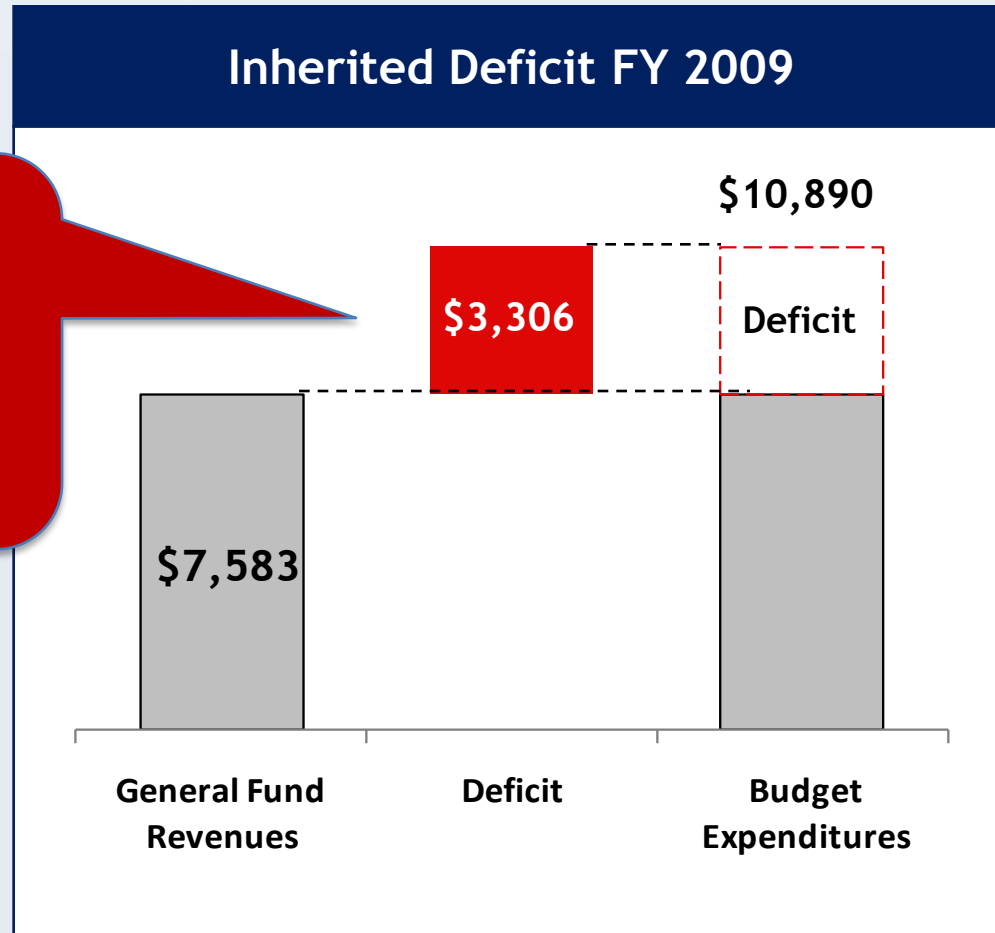 Inherited Deficit FY 2009
$10,890
$3,306
Deficit
$7,583
General Fund
Revenues
Deficit
Budget
Expenditures